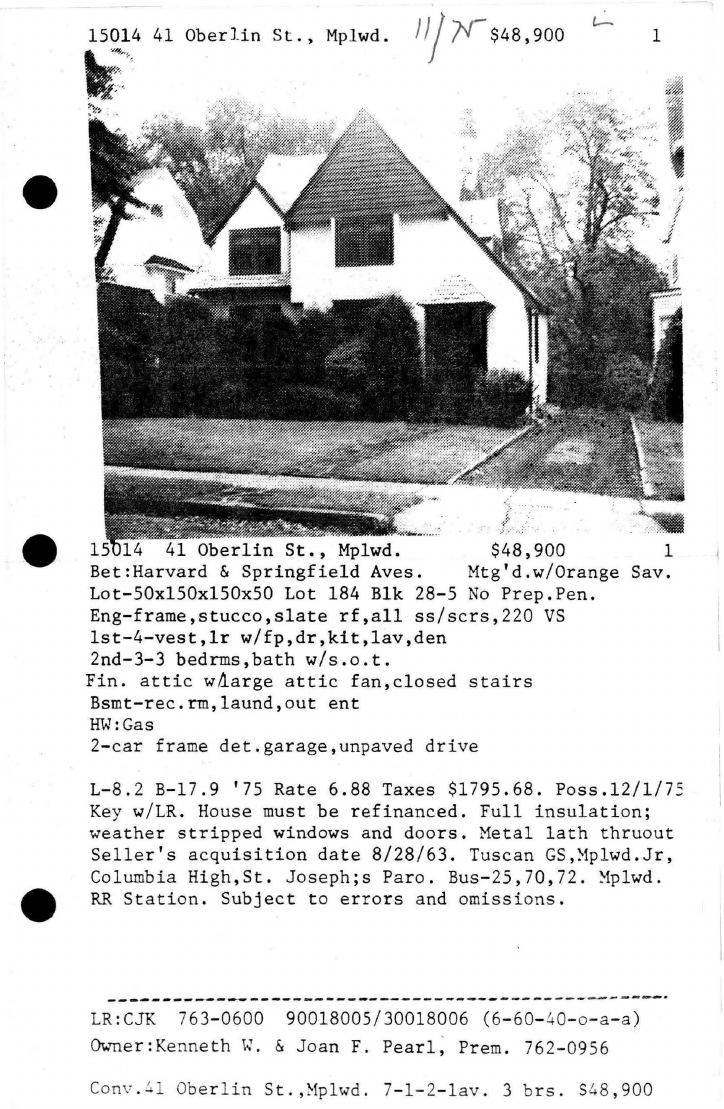 15014 41 Oberlin St., Mplwd. 11/75 $48,900 1
15014 41 Oberlin St., Mplwd. $48,900 1
Bet:Harvard & Springfield Aves. Mtg'd.w/Orange Sav.
Lot-50x150x150x50 Lot 184 Blk 28-5 No Prep.Pen.
Eng-frame,stucco,slate rf,all ss/scrs,220 VS
1st-4-vest,lr w/fp,dr,kit,lav,den
2nd-3-3 bedrms,bath w/s.o.t.
Fin. attic w/large attic fan,closed stairs
Bsmt-rec.rm,laund,out ent
HW:Gas
2-car frame det.garage,unpaved drive
L-8.2 B-17.9 '75 Rate 6.88 Taxes $1795.68. Poss.12/1/75
Key w/LR. House must be refinanced. Full insulation;
weather stripped windows and doors. Metal lath thruout
Seller's acquisition date 8/28/63. Tuscan GS,Mplwd.Jr,
Columbia High,St. Joseph;s Paro. Bus-25,70,72. Mplwd.
RR Station. Subject to errors and omissions.
LR:CJK 763-0600 90018005/30018006 (6-60-40-o-a-a)
Owner:Kenneth W. & Joan F. Pearl, Prem. 762-0956
Conv.41 Oberlin St.,Mplwd. 7-1-2-1av. 3 brs. $48,900